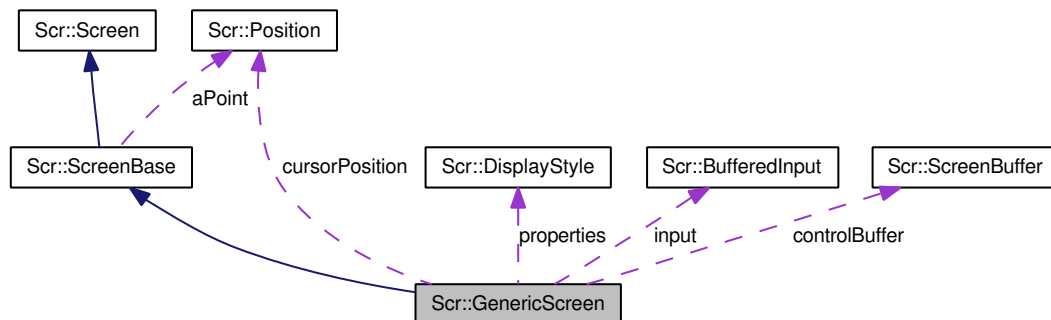 Scr::Screen
Scr::Position
aPoint
Scr::ScreenBase
cursorPosition
Scr::DisplayStyle
Scr::BufferedInput
Scr::ScreenBuffer
properties
input
controlBuffer
Scr::GenericScreen